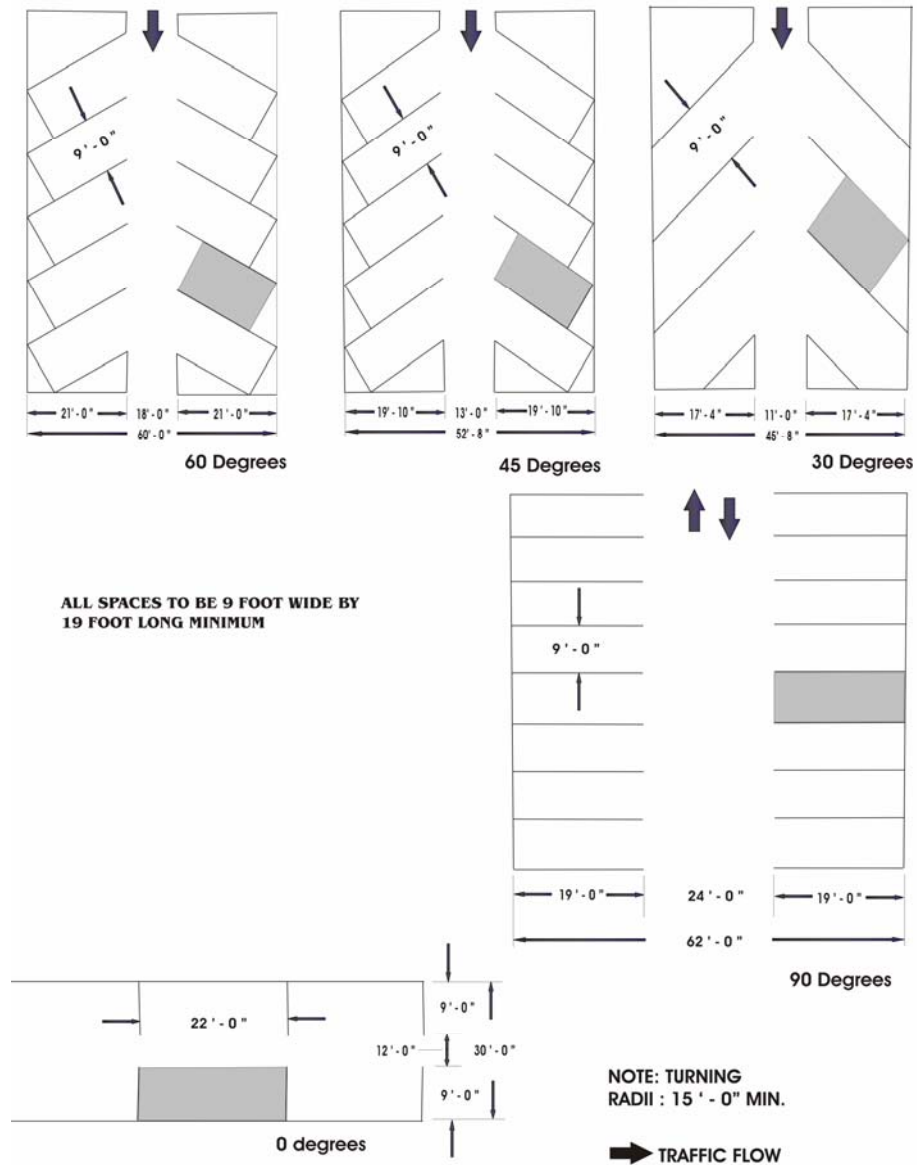 9'-0"
9'-0"
9'-0"
21'-0" 18'-0" 21'-0"
60'-0"
60 Degrees
19'-10" 13'-0" 19'-10"
52'-8"
45 Degrees
17'-4" 11'-0" 17'-4"
45'-8"
30 Degrees
ALL SPACES TO BE 9 FOOT WIDE BY
19 FOOT LONG MINIMUM
9'-0"
19'-0" 24'-0" 19'-0"
62'-0"
90 Degrees
22'-0"
9'-0"
12'-0" 30'-0"
9'-0"
0 degrees
NOTE: TURNING
RADII : 15'-0" MIN.
TRAFFIC FLOW